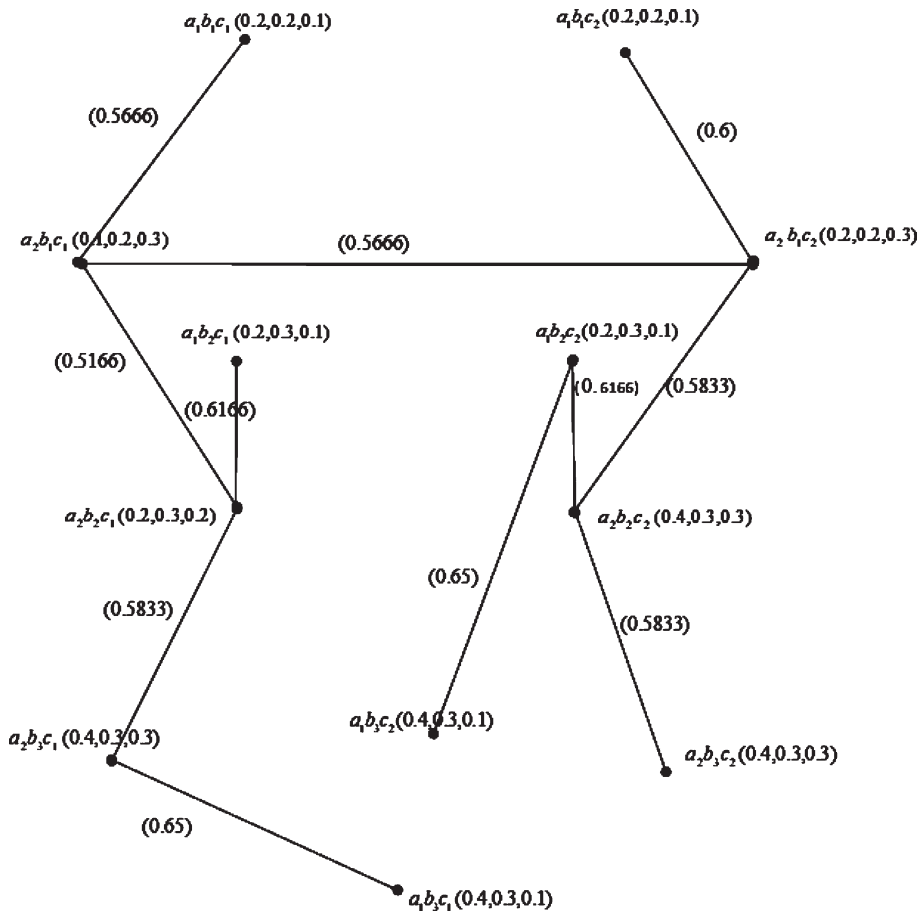 a₁b₁c₁ (0.2,0.2,0.1)
a₁b₁c₂ (0.2,0.2,0.1)
(0.5666)
(0.6)
a₂b₁c₁ (0.1,0.2,0.3)
(0.5666)
a₂ b₁c₂ (0.2,0.2,0.3)
(0.5166)
a₁b₂c₁ (0.2,0.3,0.1)
a₁b₂c₂ (0.2,0.3,0.1)
(0.6166)
(0.6166)
(0.5833)
a₂b₂c₁ (0.2,0.3,0.2)
a₂b₂c₂ (0.4,0.3,0.3)
(0.65)
(0.5833)
(0.5833)
a₁b₃c₂ (0.4,0.3,0.1)
a₂b₃c₁ (0.4,0.3,0.3)
a₂b₃c₂ (0.4,0.3,0.3)
(0.65)
a₁b₃c₁ (0.4,0.3,0.1)